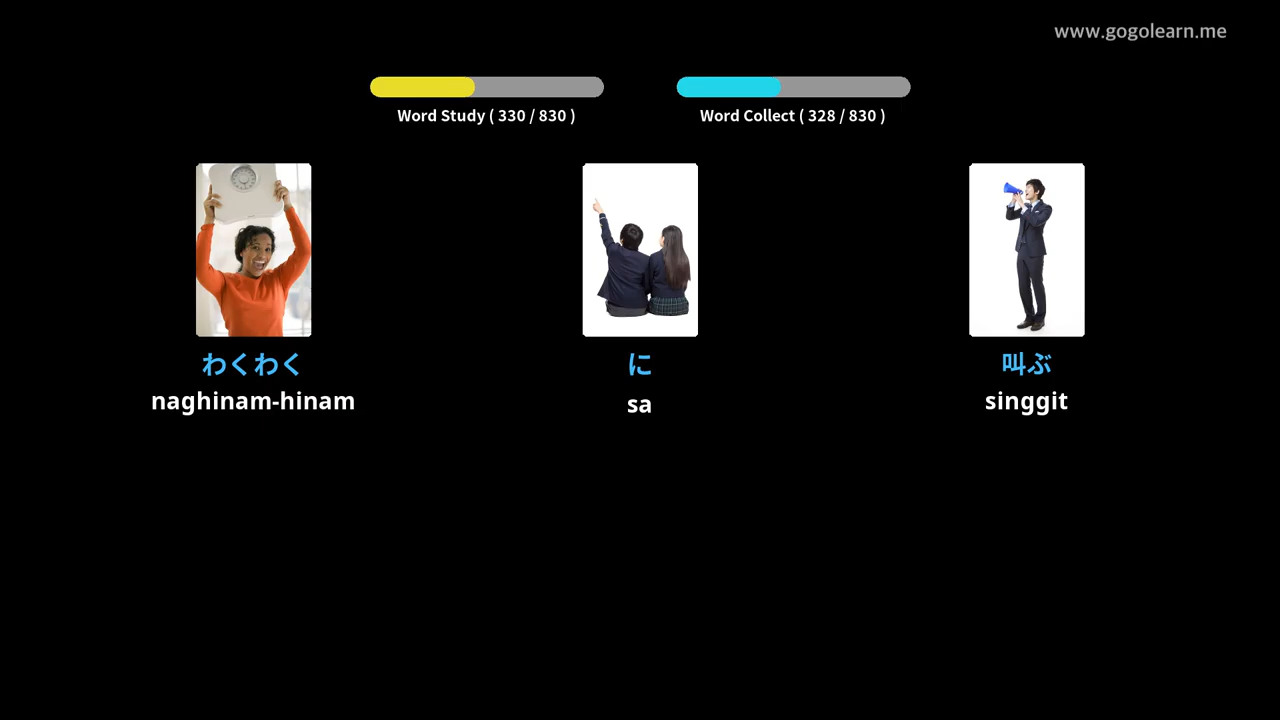 www.gogolearn.me
Word Study ( 330 / 830 )
Word Collect ( 328 / 830 )
わくわく
naghinam-hinam
に
sa
叫ぶ
singgit